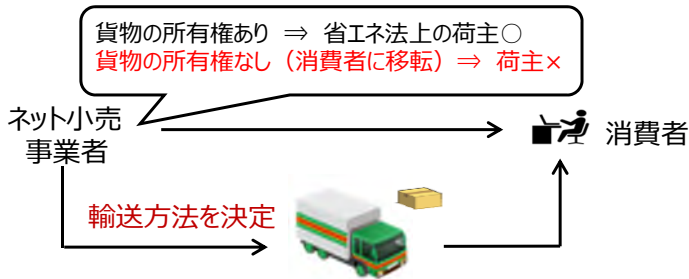 貨物の所有権あり ⇒ 省エネ法上の荷主○
貨物の所有権なし（消費者に移転）⇒ 荷主×
ネット小売
事業者
消費者
輸送方法を決定